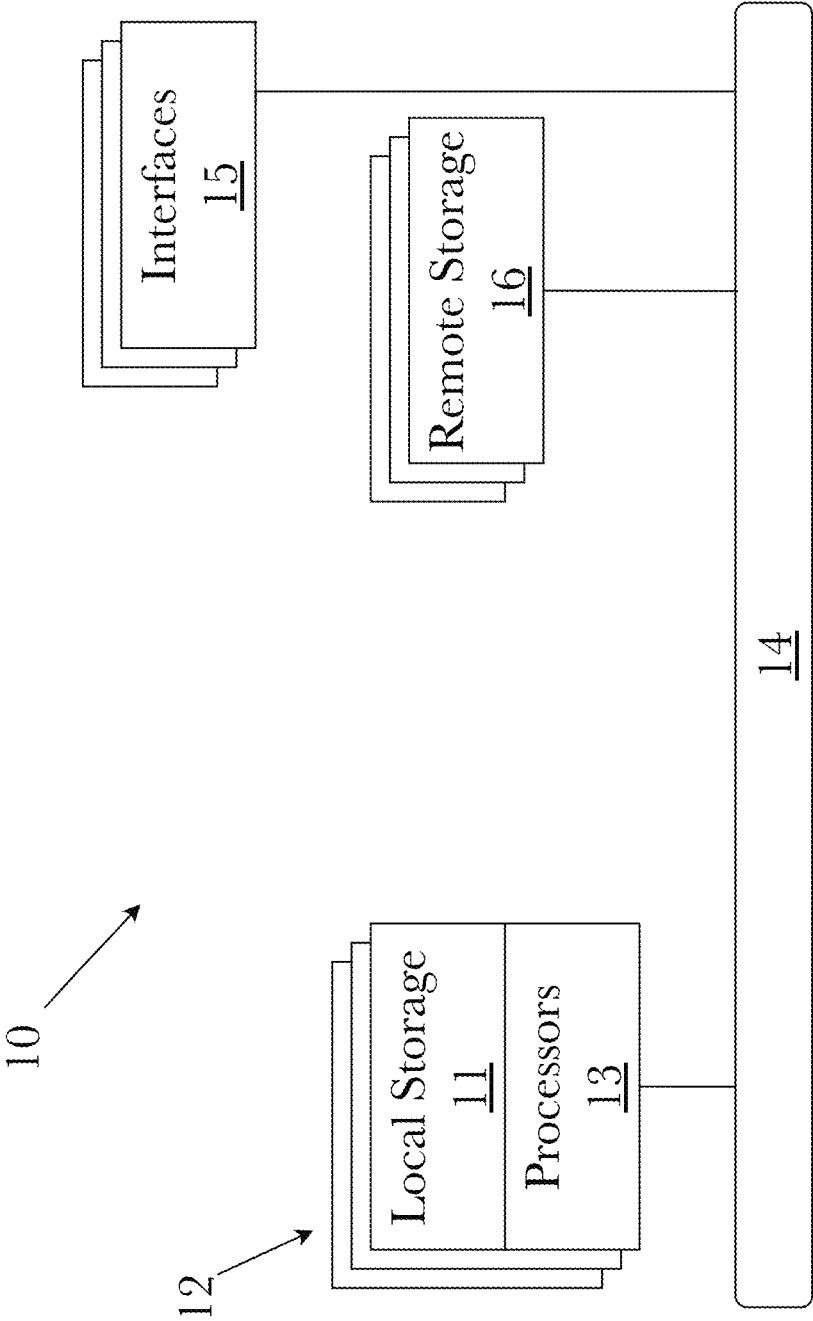 10
12
Local Storage
11
Processors
13
Remote Storage
16
Interfaces
15
14